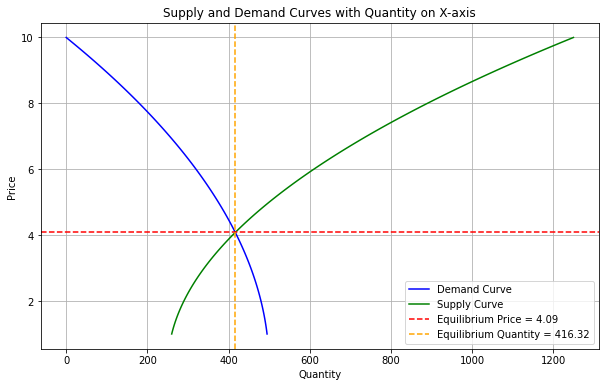 Supply and Demand Curves with Quantity on X-axis
Price
10
8
6
4
2
0 200 400 600 800 1000 1200
Quantity
Demand Curve
Supply Curve
Equilibrium Price = 4.09
Equilibrium Quantity = 416.32